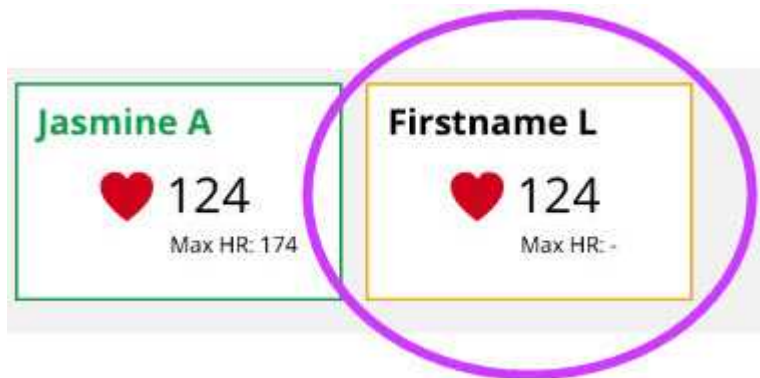 Jasmine A
124
Max HR: 174
Firstname L
124
Max HR: -